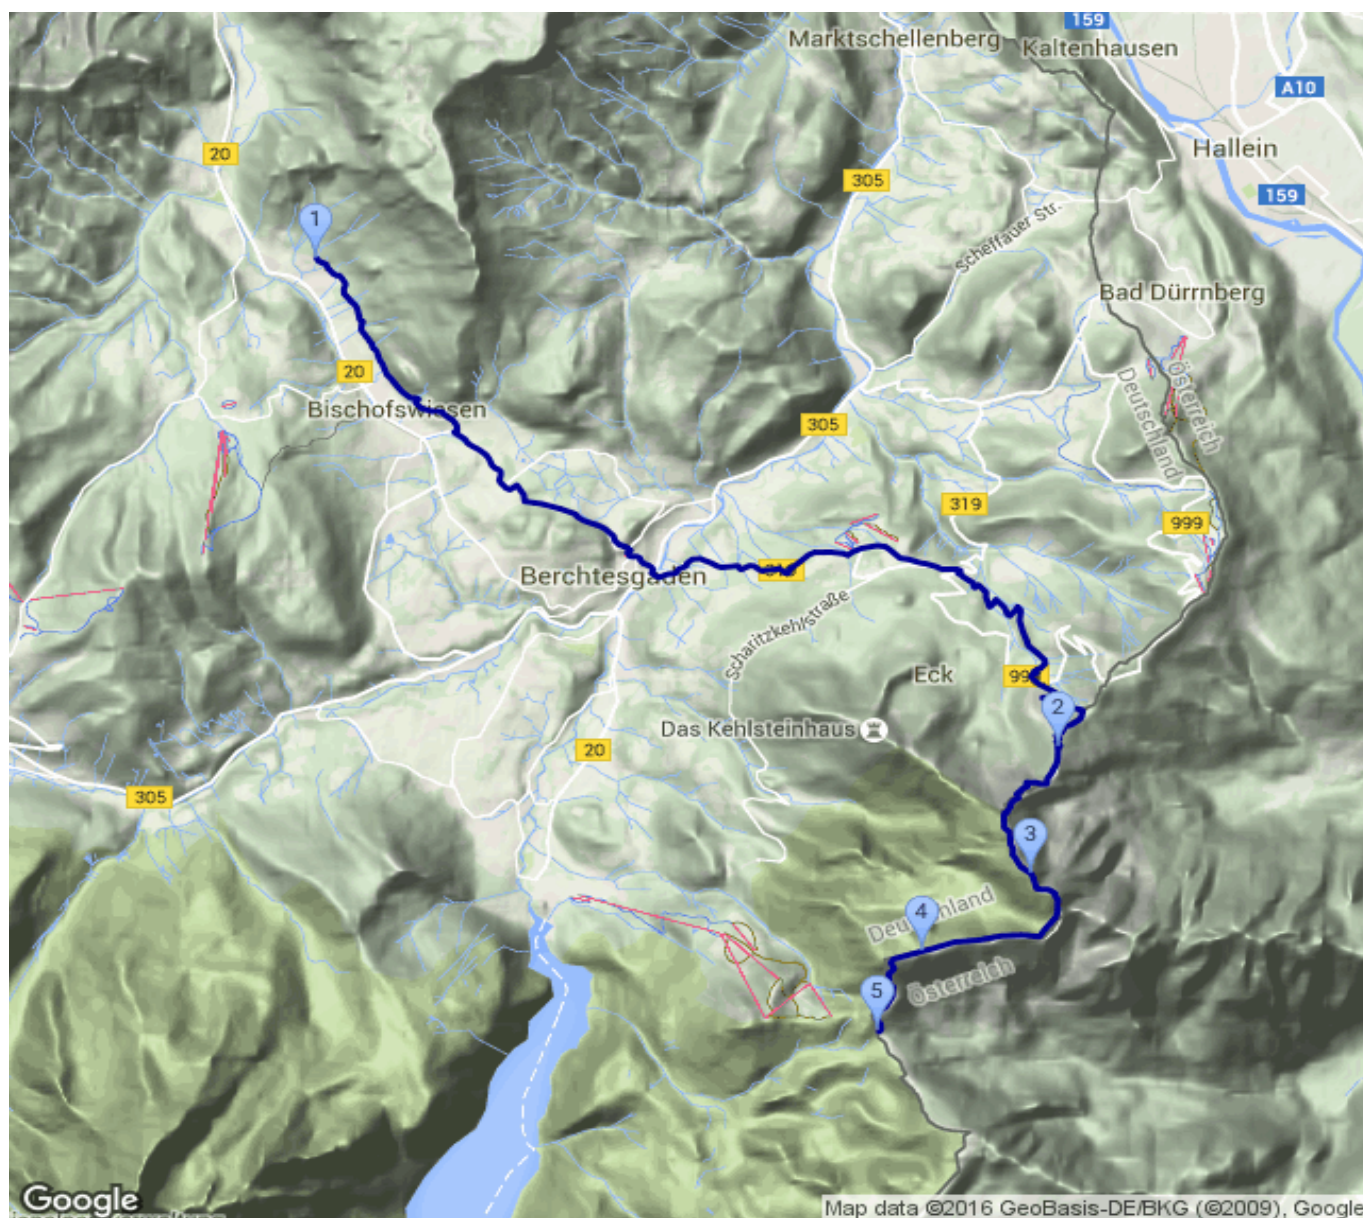 159
Marktschellenberg
Kaltenhausen
A10
20
Hallein
305
159
1
Scheffauer Str.
Bad Dürrnberg
20
Österreich
Deutschland
Bischofswiesen
305
319
999
Berchtesgaden
Scharitzkehlstraße
Eck
2
Das Kehlsteinhaus
20
305
3
4
Deutschland
Österreich
5
Google
Map data ©2016 GeoBasis-DE/BKG (©2009), Google